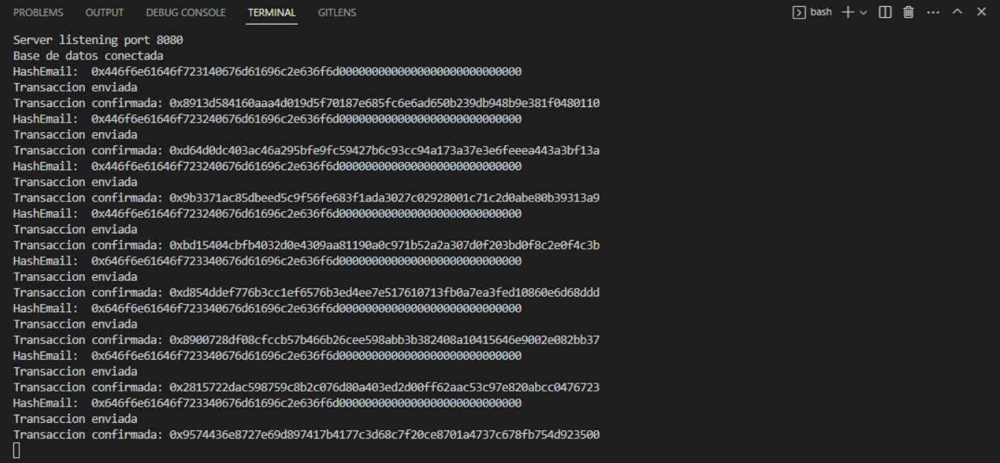 PROBLEMS OUTPUT DEBUG CONSOLE TERMINAL GITLENS bash
Server listening port 8080
Base de datos conectada
HashEmail: 0x446f6e61646f723140676d61696c2e636f6d0000000000000000000000000000
Transaccion enviada
Transaccion confirmada: 0x8913d584160aaa4d019d5f70187e685fc6e6ad650b239db948b9e381f0480110
HashEmail: 0x446f6e61646f723240676d61696c2e636f6d0000000000000000000000000000
Transaccion enviada
Transaccion confirmada: 0xd64d0dc403ac46a295bfe9fc59427b6c93cc94a173a37e3e6feeea443a3bf13a
HashEmail: 0x446f6e61646f723240676d61696c2e636f6d0000000000000000000000000000
Transaccion enviada
Transaccion confirmada: 0x9b3371ac85dbeed5c9f56fe683f1ada3027c02928001c71c2d0abe80b39313a9
HashEmail: 0x446f6e61646f723240676d61696c2e636f6d0000000000000000000000000000
Transaccion enviada
Transaccion confirmada: 0xbd15404cbfb4032d0e4309aa81190a0c971b52a2a307d0f203bd0f8c2e0f4c3b
HashEmail: 0x646f6e61646f723340676d61696c2e636f6d0000000000000000000000000000
Transaccion enviada
Transaccion confirmada: 0xd854ddef776b3cc1ef6576b3ed4ee7e517610713fb0a7ea3fed10860e6d68ddd
HashEmail: 0x646f6e61646f723340676d61696c2e636f6d0000000000000000000000000000
Transaccion enviada
Transaccion confirmada: 0x8900728df08cfccb57b466b26cee598abb3b382408a10415646e9002e082bb37
HashEmail: 0x646f6e61646f723340676d61696c2e636f6d0000000000000000000000000000
Transaccion enviada
Transaccion confirmada: 0x2815722dac598759c8b2c076d80a403ed2d00ff62aac53c97e820abcc0476723
HashEmail: 0x646f6e61646f723340676d61696c2e636f6d0000000000000000000000000000
Transaccion enviada
Transaccion confirmada: 0x9574436e8727e69d897417b4177c3d68c7f20ce8701a4737c678fb754d923500